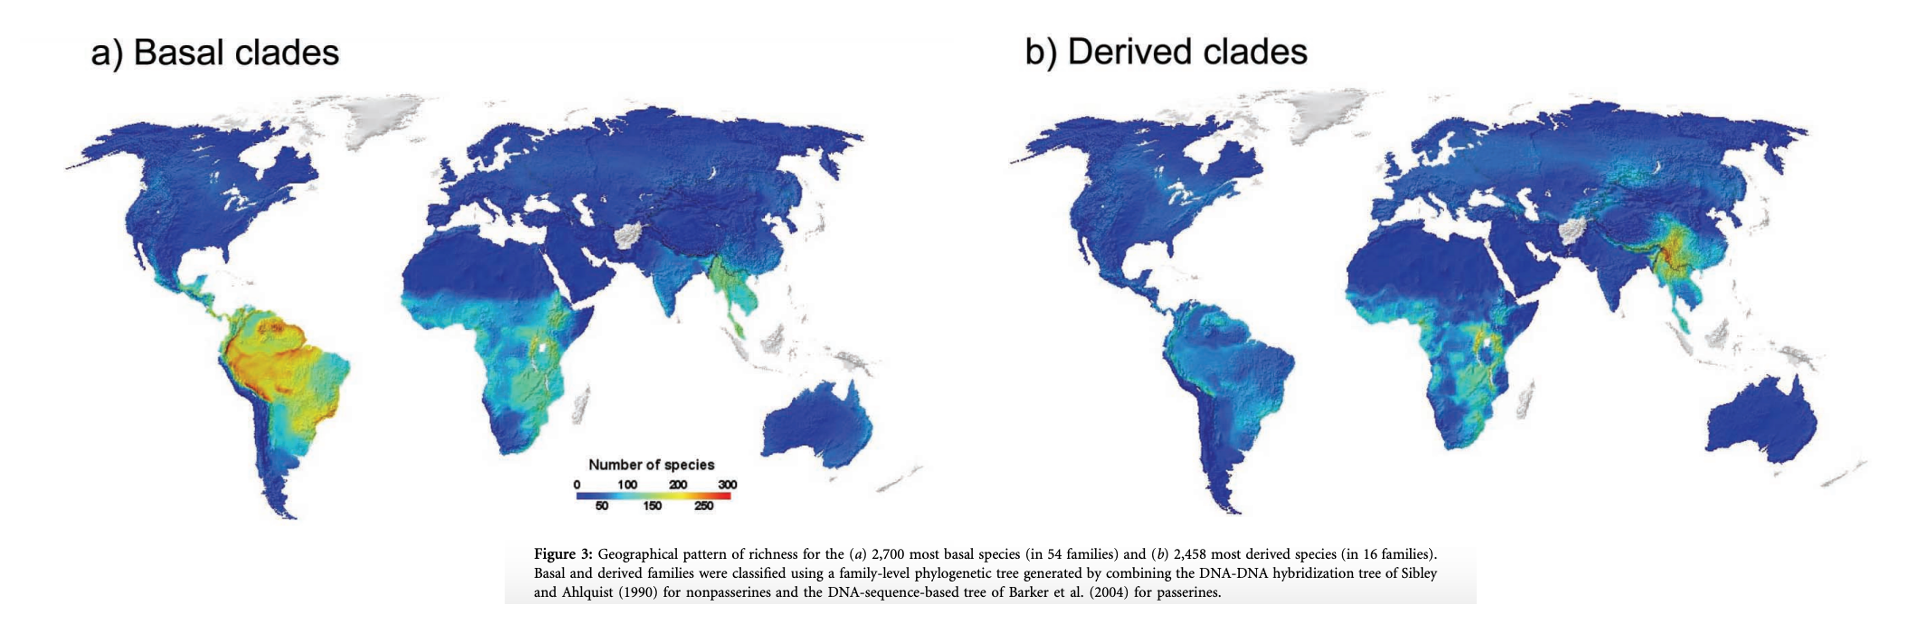 a) Basal clades
b) Derived clades
Number of species
0 100 200 300
50 150 250
Figure 3: Geographical pattern of richness for the (a) 2,700 most basal species (in 54 families) and (b) 2,458 most derived species (in 16 families).
Basal and derived families were classified using a family-level phylogenetic tree generated by combining the DNA-DNA hybridization tree of Sibley
and Ahlquist (1990) for nonpasserines and the DNA-sequence-based tree of Barker et al. (2004) for passerines.